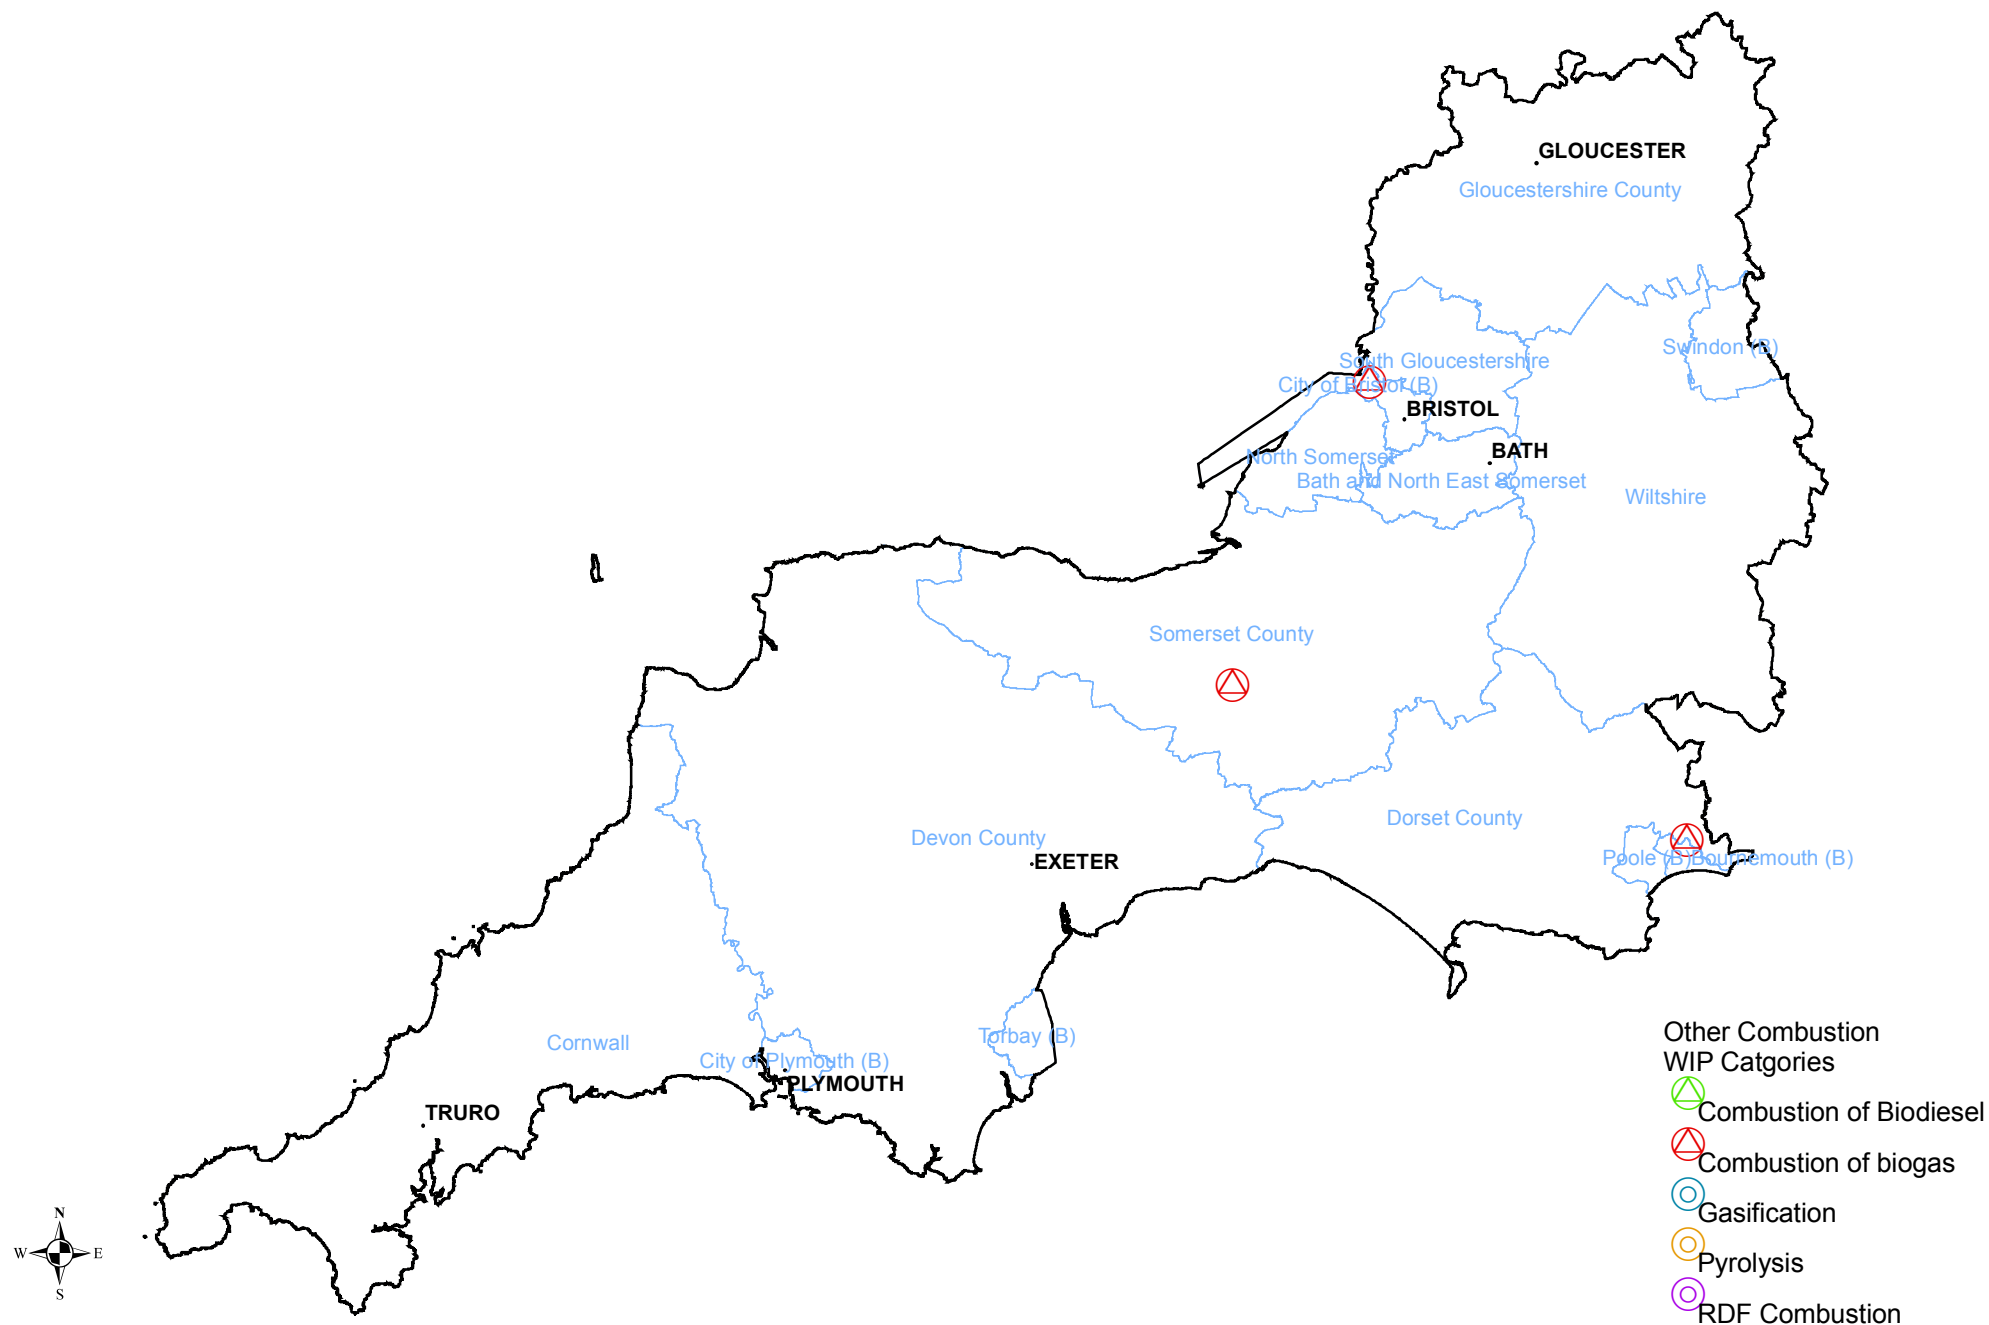 GLOUCESTER
Gloucestershire County
Swindon (B)
South Gloucestershire
City of Bristol (B)
BRISTOL
BATH
North Somerset
Bath and North East Somerset
Wiltshire
Somerset County
Dorset County
Devon County
EXETER
Poole (B)
Bournemouth (B)
Torbay (B)
Cornwall
City of Plymouth (B)
PLYMOUTH
TRURO
N
W E
S
Other Combustion
WIP Catgories
Combustion of Biodiesel
Combustion of biogas
Gasification
Pyrolysis
RDF Combustion